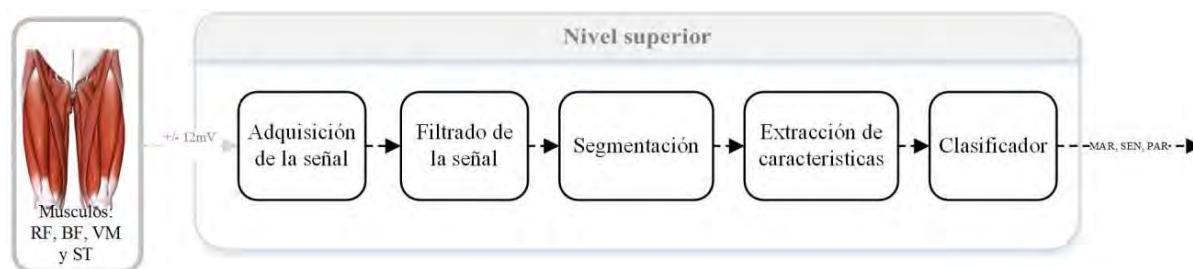 Nivel superior
Músculos:
RF, BF, VM
y ST
+/- 12mV
Adquisición
de la señal
Filtrado de
la señal
Segmentación
Extracción de
caracteristicas
Clasificador
MAR, SEN, PAR